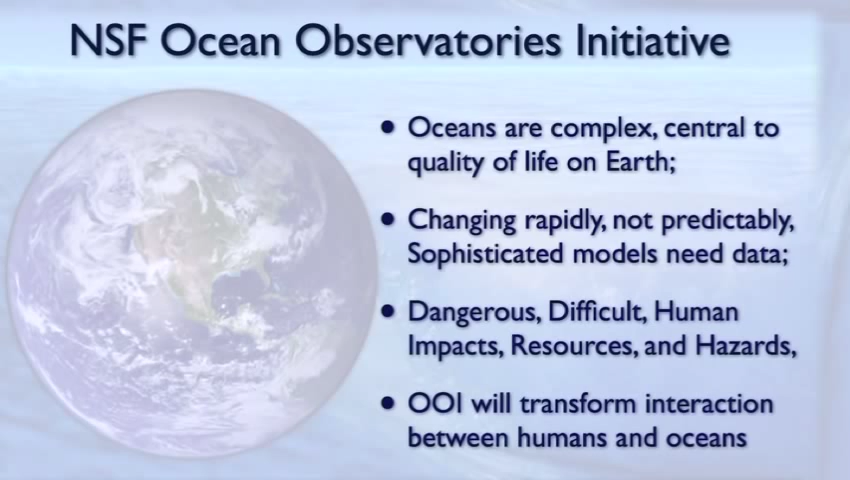 NSF Ocean Observatories Initiative
• Oceans are complex, central to
quality of life on Earth;
• Changing rapidly, not predictably,
Sophisticated models need data;
• Dangerous, Difficult, Human
Impacts, Resources, and Hazards,
• OOI will transform interaction
between humans and oceans